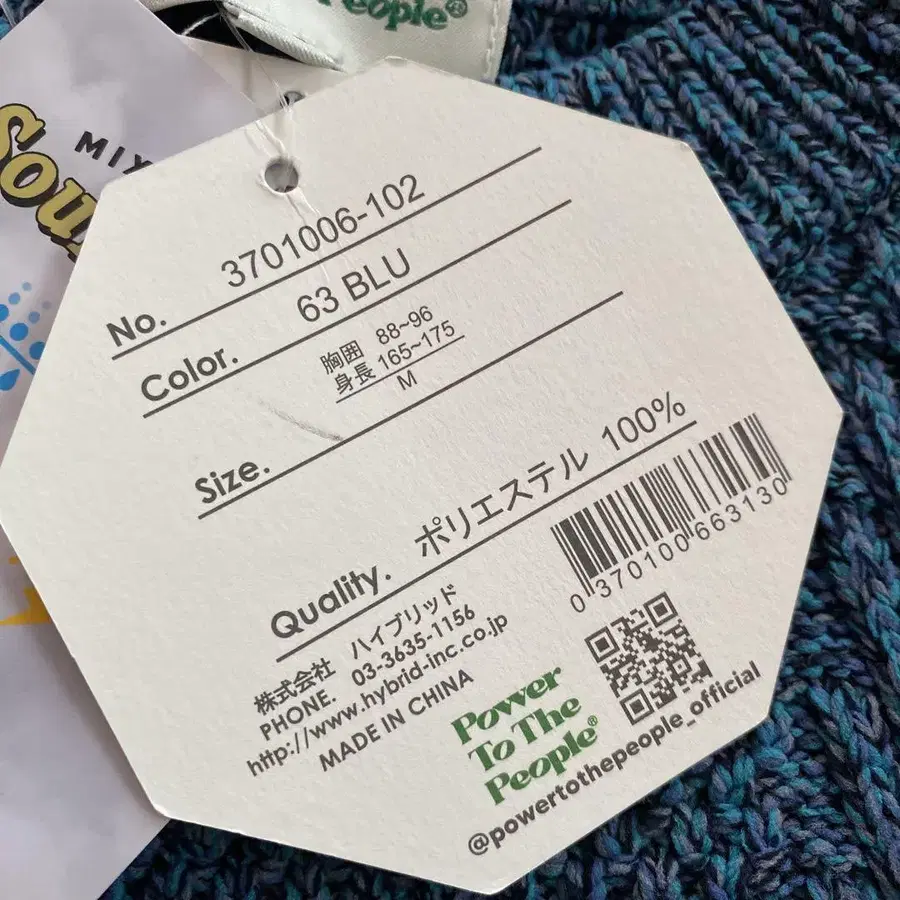 People®
MIX
Sou
No. 3701006-102
Color. 63 BLU
胸囲 88~96
身長 165~175
Size. M
Quality. ポリエステル 100%
0 370100 663130
株式会社 ハイブリッド
PHONE. 03-3635-1156
http://www.hybrid-inc.co.jp
MADE IN CHINA
Power
To The
People®
@powertothepeople_official